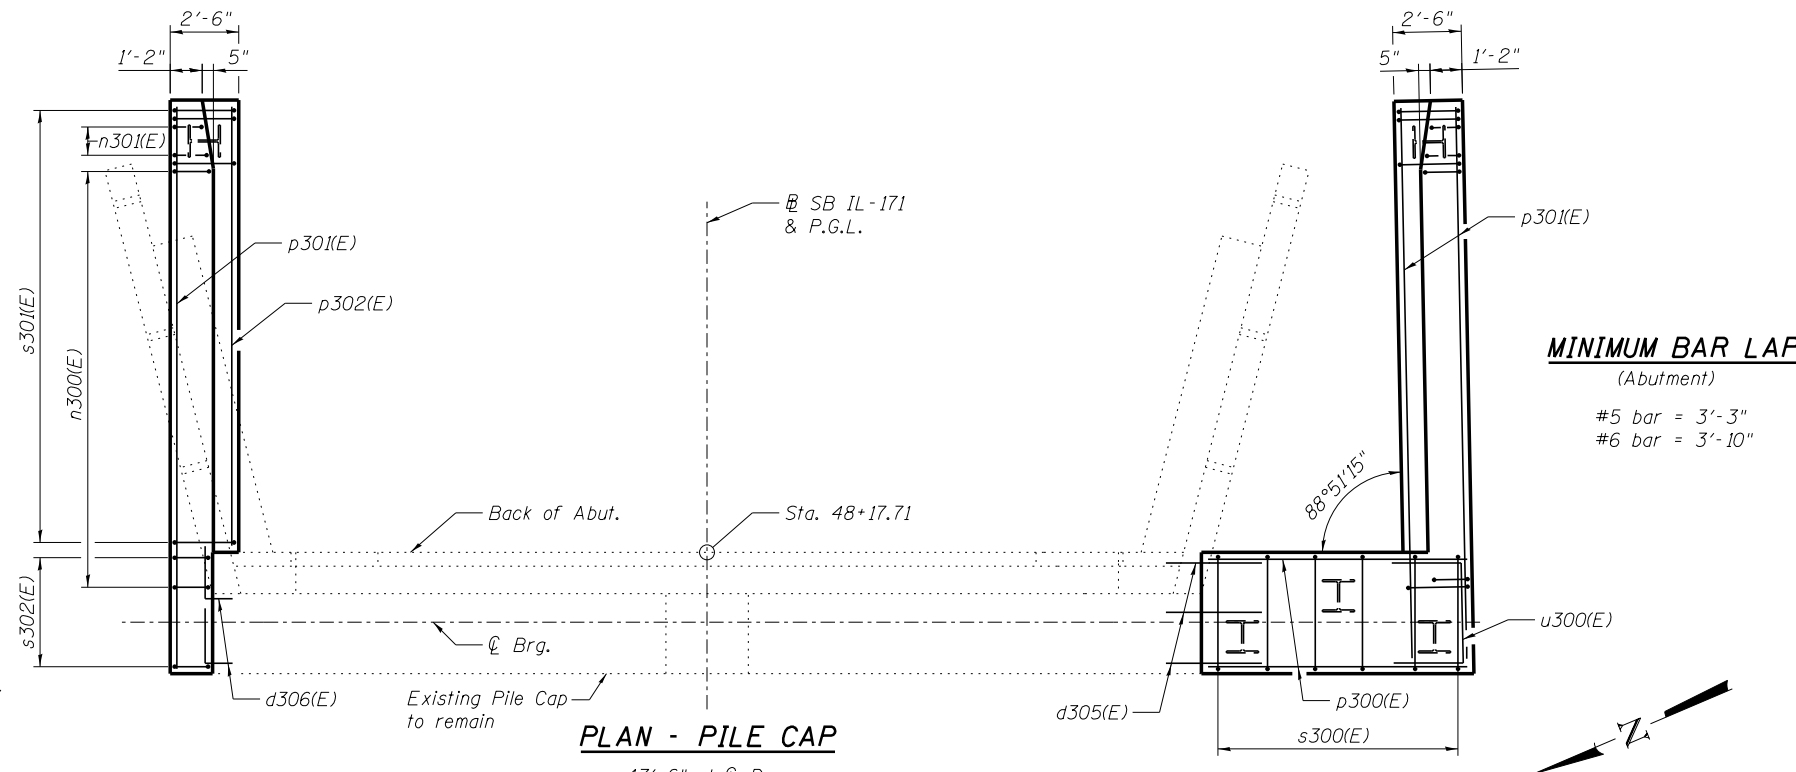 2'-6"
2'-6"
1'-2"
5"
5"
1'-2"
n301(E)
℄ SB IL-171
& P.G.L.
p301(E)
p301(E)
p302(E)
s301(E)
n300(E)
MINIMUM BAR LAP
(Abutment)
#5 bar = 3'-3"
#6 bar = 3'-10"
88°51'15"
Back of Abut.
Sta. 48+17.71
s302(E)
℄ Brg.
u300(E)
d306(E)
Existing Pile Cap
to remain
d305(E)
p300(E)
PLAN - PILE CAP
s300(E)
N